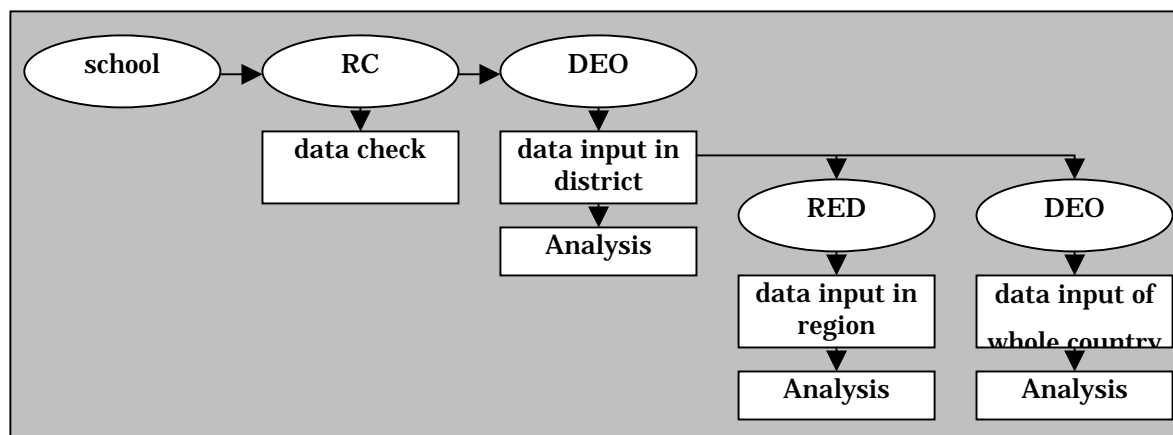 school
RC
DEO
data check
data input in
district
Analysis
RED
DEO
data input in
region
data input of
whole country
Analysis
Analysis